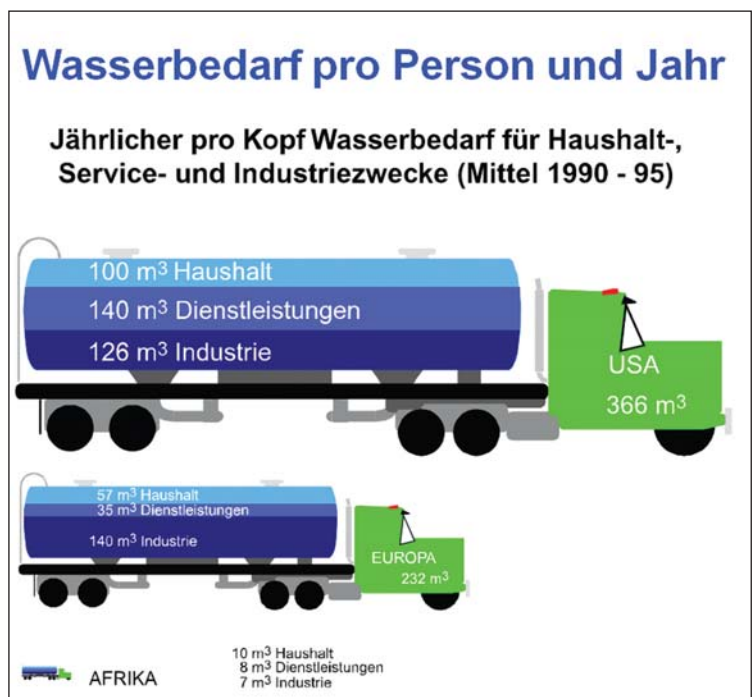 Wasserbedarf pro Person und Jahr
Jährlicher pro Kopf Wasserbedarf für Haushalt-,
Service- und Industriezwecke (Mittel 1990 - 95)
100 m³ Haushalt
140 m³ Dienstleistungen
126 m³ Industrie
USA
366 m³
57 m³ Haushalt
35 m³ Dienstleistungen
140 m³ Industrie
EUROPA
232 m³
AFRIKA
10 m³ Haushalt
8 m³ Dienstleistungen
7 m³ Industrie